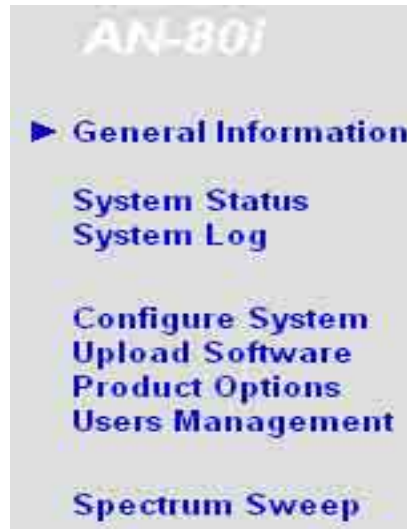 AN-80i
General Information
System Status
System Log
Configure System
Upload Software
Product Options
Users Management
Spectrum Sweep